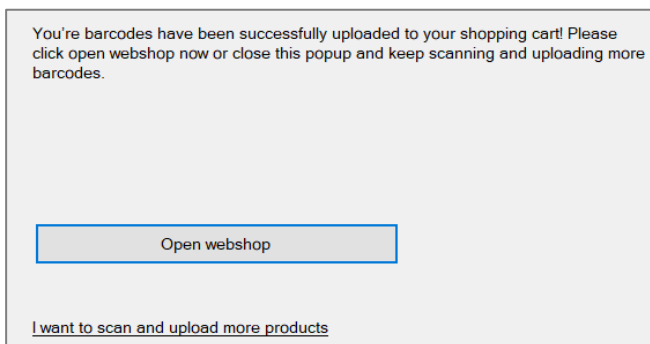 You're barcodes have been successfully uploaded to your shopping cart! Please
click open webshop now or close this popup and keep scanning and uploading more
barcodes.
Open webshop
I want to scan and upload more products